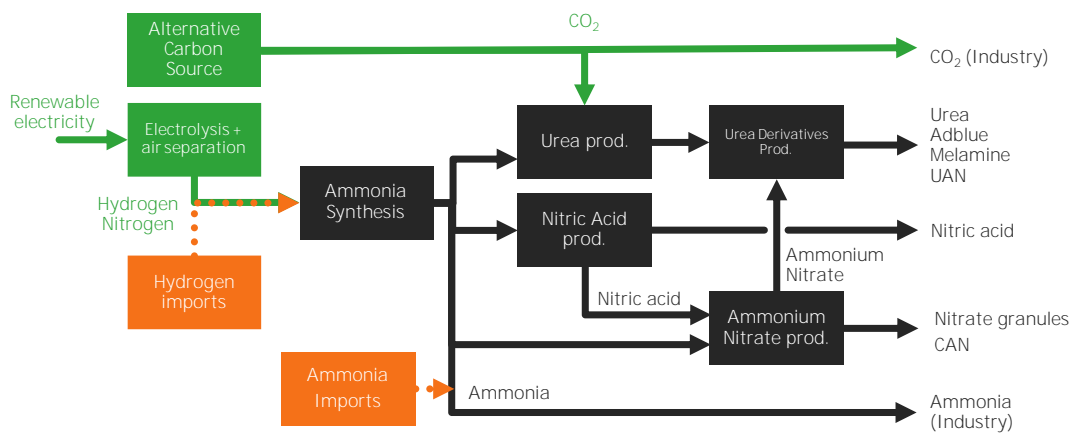 CO₂
Alternative
Carbon
Source
CO₂ (Industry)
Renewable
electricity
Electrolysis +
air separation
Urea prod.
Urea Derivatives
Prod.
Urea
Adblue
Melamine
UAN
Hydrogen
Nitrogen
Ammonia
Synthesis
Nitric Acid
prod.
Nitric acid
Ammonium
Nitrate
Hydrogen
imports
Nitric acid
Ammonium
Nitrate prod.
Nitrate granules
CAN
Ammonia
Imports
Ammonia
Ammonia
(Industry)